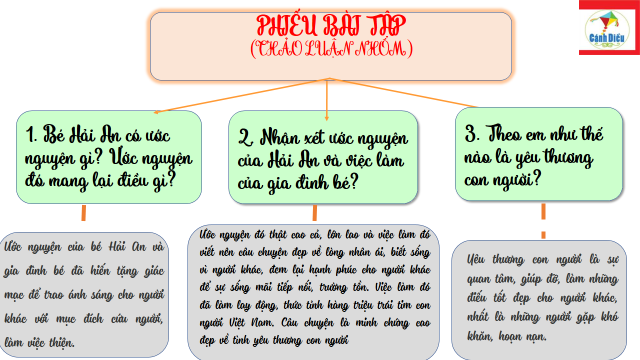 PHIẾU BÀI TẬP
(THẢO LUẬN NHÓM)
Cánh Diều
1. Bé Hải An có ước
nguyện gì? Ước nguyện
đó mang lại điều gì?
2. Nhận xét ước nguyện
của Hải An và việc làm
của gia đình bé?
3. Theo em như thế
nào là yêu thương
con người?
Ước nguyện của bé Hải An và
gia đình bé đã hiến tặng giác
mạc để trao ánh sáng cho người
khác với mục đích cứu người,
làm việc thiện.
Ước nguyện đó thật cao cả, lớn lao và việc làm đó
viết nên câu chuyện đẹp về lòng nhân ái, biết sống
vì người khác, đem lại hạnh phúc cho người khác
để sự sống mãi tiếp nối, trường tồn. Việc làm đó
đã làm lay động, thức tỉnh hàng triệu trái tim con
người Việt Nam. Câu chuyện là minh chứng cao
đẹp về tình yêu thương con người
Yêu thương con người là sự
quan tâm, giúp đỡ, làm những
điều tốt đẹp cho người khác,
nhất là những người gặp khó
khăn, hoạn nạn.